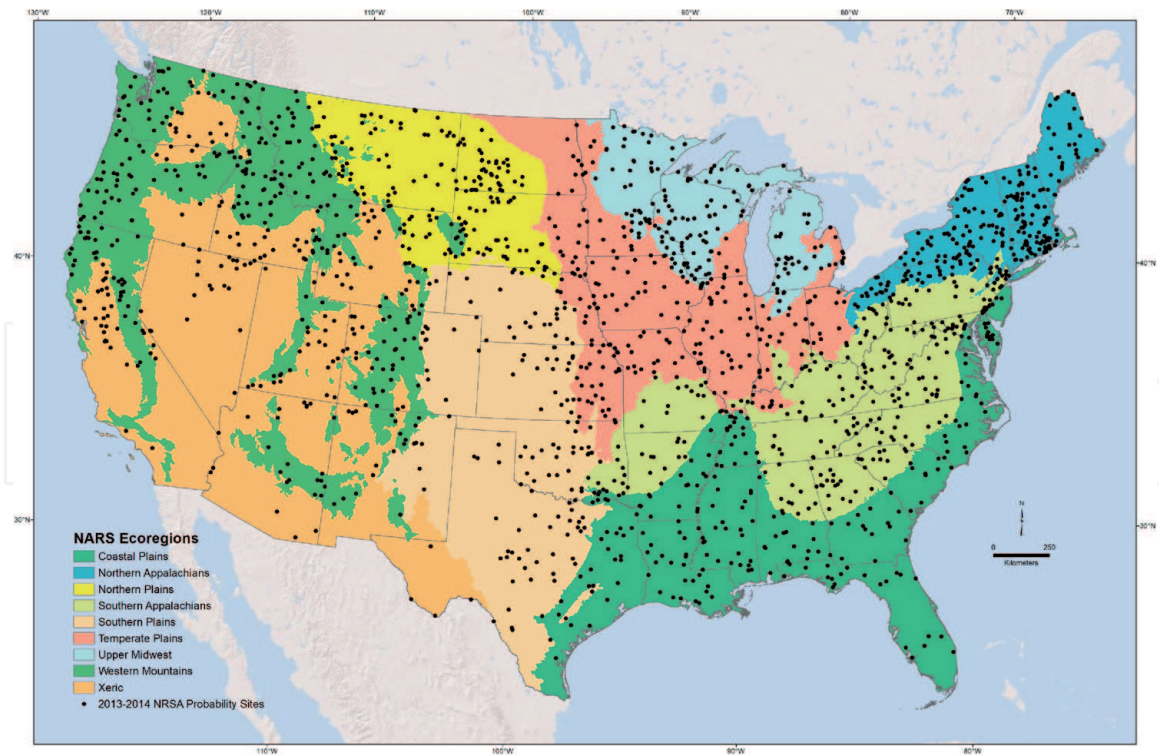 130°W 120°W 110°W 100°W 90°W 80°W 70°W
40°N 40°N
30°N 30°N
N
0 250
Kilometers
NARS Ecoregions
Coastal Plains
Northern Appalachians
Northern Plains
Southern Appalachians
Southern Plains
Temperate Plains
Upper Midwest
Western Mountains
Xeric
2013-2014 NRSA Probability Sites
110°W 100°W 90°W 80°W